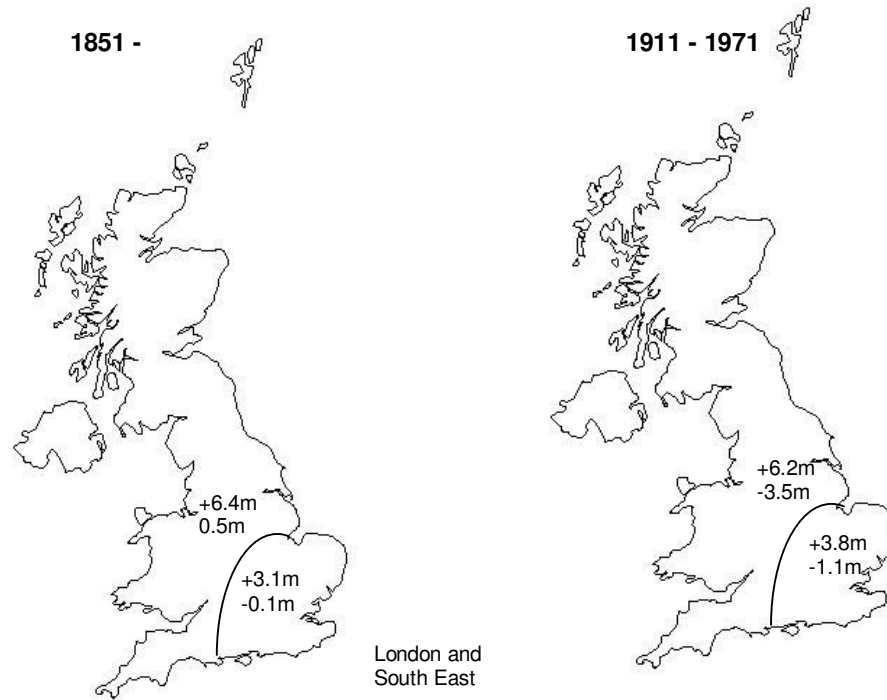 1851 -
1911 - 1971
+6.4m
0.5m
+3.1m
-0.1m
London and
South East
+6.2m
-3.5m
+3.8m
-1.1m